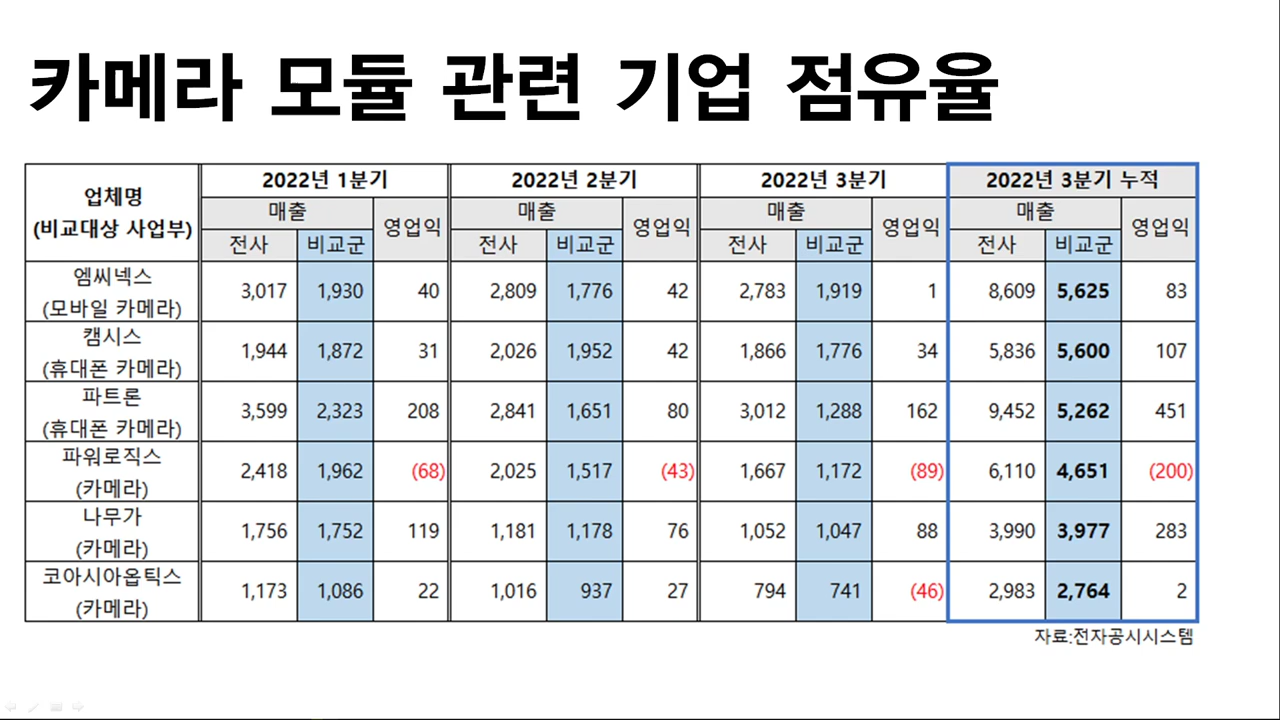 카메라 모듈 관련 기업 점유율
업체명
(비교대상 사업부)
2022년 1분기 2022년 2분기 2022년 3분기 2022년 3분기 누적
매출 영업익 매출 영업익 매출 영업익 매출 영업익
전사 비교군 전사 비교군 전사 비교군 전사 비교군
엠씨넥스
(모바일 카메라)
3,017 1,930 40 2,809 1,776 42 2,783 1,919 1 8,609 5,625 83
캠시스
(휴대폰 카메라)
1,944 1,872 31 2,026 1,952 42 1,866 1,776 34 5,836 5,600 107
파트론
(휴대폰 카메라)
3,599 2,323 208 2,841 1,651 80 3,012 1,288 162 9,452 5,262 451
파워로직스
(카메라)
2,418 1,962 (68) 2,025 1,517 (43) 1,667 1,172 (89) 6,110 4,651 (200)
나무가
(카메라)
1,756 1,752 119 1,181 1,178 76 1,052 1,047 88 3,990 3,977 283
코아시아옵틱스
(카메라)
1,173 1,086 22 1,016 937 27 794 741 (46) 2,983 2,764 2
자료:전자공시시스템